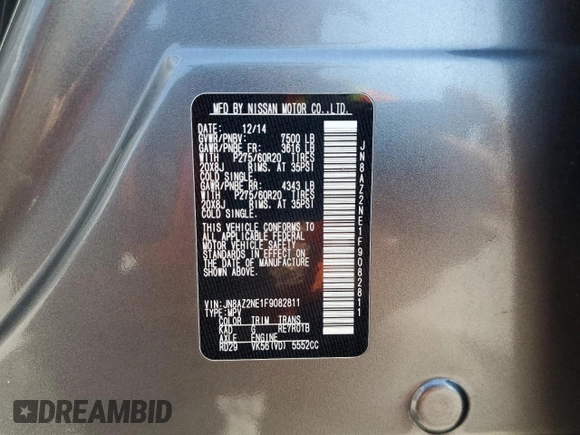 MFD BY NISSAN MOTOR CO.,LTD.
DATE: 12/14
GVWR/PNBV: 7500 LB
GAWR/PNBE FR: 3616 LB
WITH P275/60R20 TIRES
20X8J RIMS. AT 35PSI
COLD SINGLE.
GAWR/PNBE RR: 4343 LB
WITH P275/60R20 TIRES
20X8J RIMS. AT 35PSI
COLD SINGLE.
THIS VEHICLE CONFORMS TO
ALL APPLICABLE FEDERAL
MOTOR VEHICLE SAFETY
STANDARDS IN EFFECT ON
THE DATE OF MANUFACTURE
SHOWN ABOVE.
VIN: JN8AZ2NE1F9082811
TYPE: MPV
COLOR TRIM TRANS
KAD G RE7R01B
AXLE ENGINE
RD29 VK56(VD) 5552CC
JN8AZ2NE1F9082811
DREAMBID